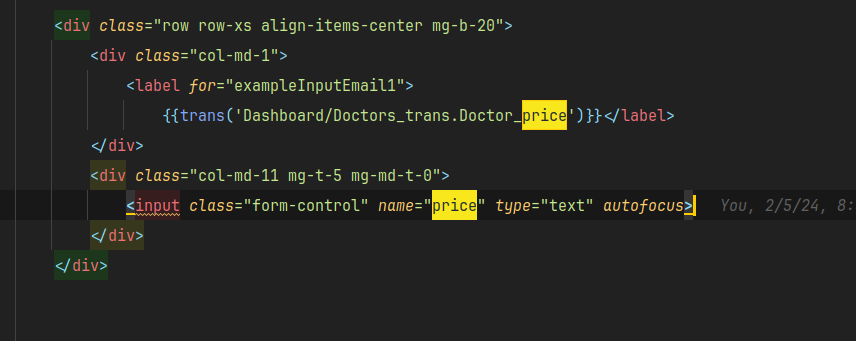 <div class="row row-xs align-items-center mg-b-20">
<div class="col-md-1">
<label for="exampleInputEmail1">
{{trans('Dashboard/Doctors_trans.Doctor_price')}}</label>
</div>
<div class="col-md-11 mg-t-5 mg-md-t-0">
<input class="form-control" name="price" type="text" autofocus> You, 2/5/24, 8:
</div>
</div>